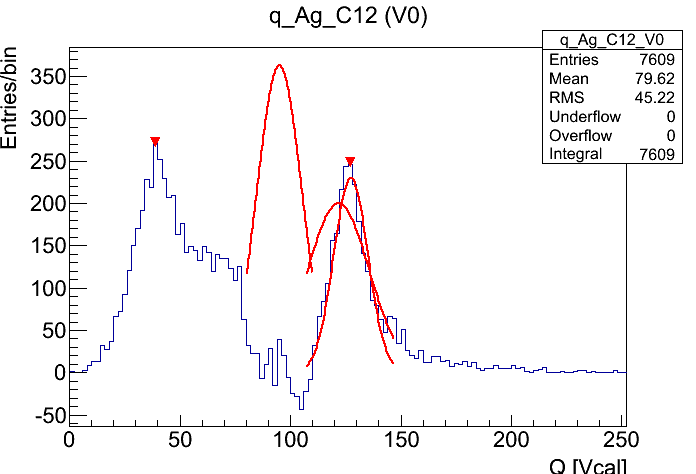 q_Ag_C12 (V0)
q_Ag_C12_V0
Entries 7609
Mean 79.62
RMS 45.22
Underflow 0
Overflow 0
Integral 7609
Entries/bin
350
300
250
200
150
100
50
0
-50
0 50 100 150 200 250
Q [Vcal]